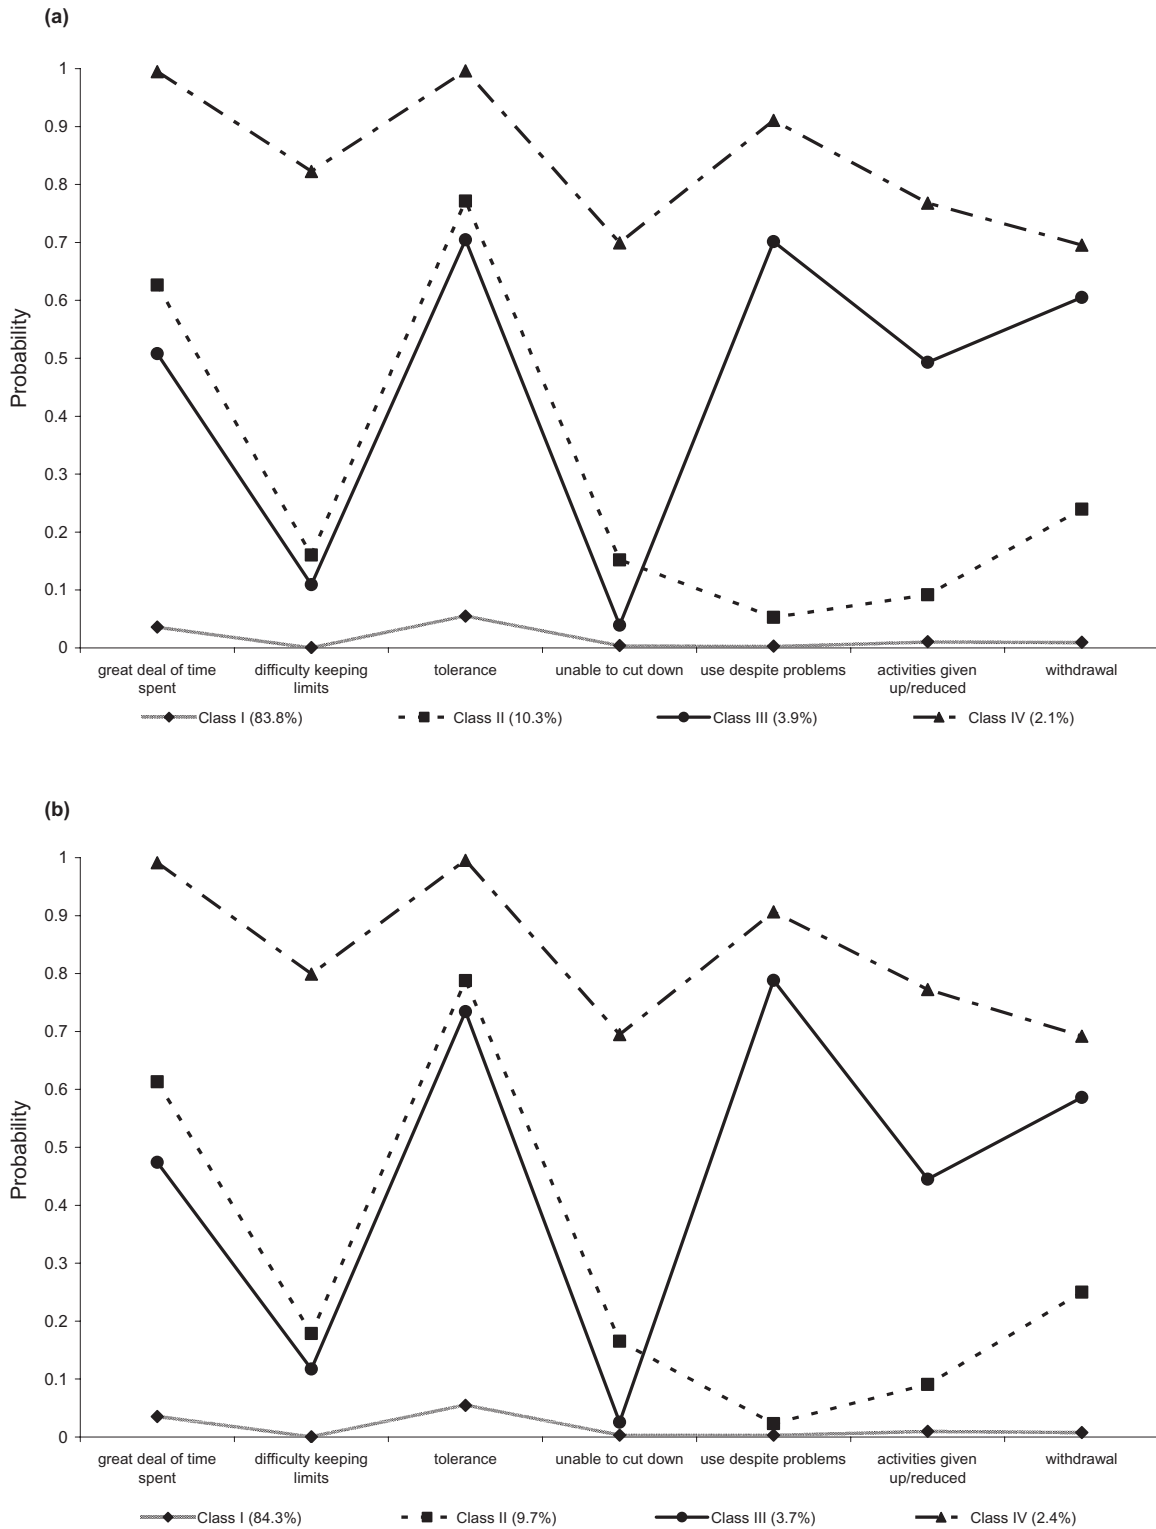 (a)
Probability
1
0.9
0.8
0.7
0.6
0.5
0.4
0.3
0.2
0.1
0
great deal of time
spent
difficulty keeping
limits
tolerance
unable to cut down
use despite problems
activities given
up/reduced
withdrawal
Class I (83.8%)
Class II (10.3%)
Class III (3.9%)
Class IV (2.1%)
(b)
Probability
1
0.9
0.8
0.7
0.6
0.5
0.4
0.3
0.2
0.1
0
great deal of time
spent
difficulty keeping
limits
tolerance
unable to cut down
use despite problems
activities given
up/reduced
withdrawal
Class I (84.3%)
Class II (9.7%)
Class III (3.7%)
Class IV (2.4%)